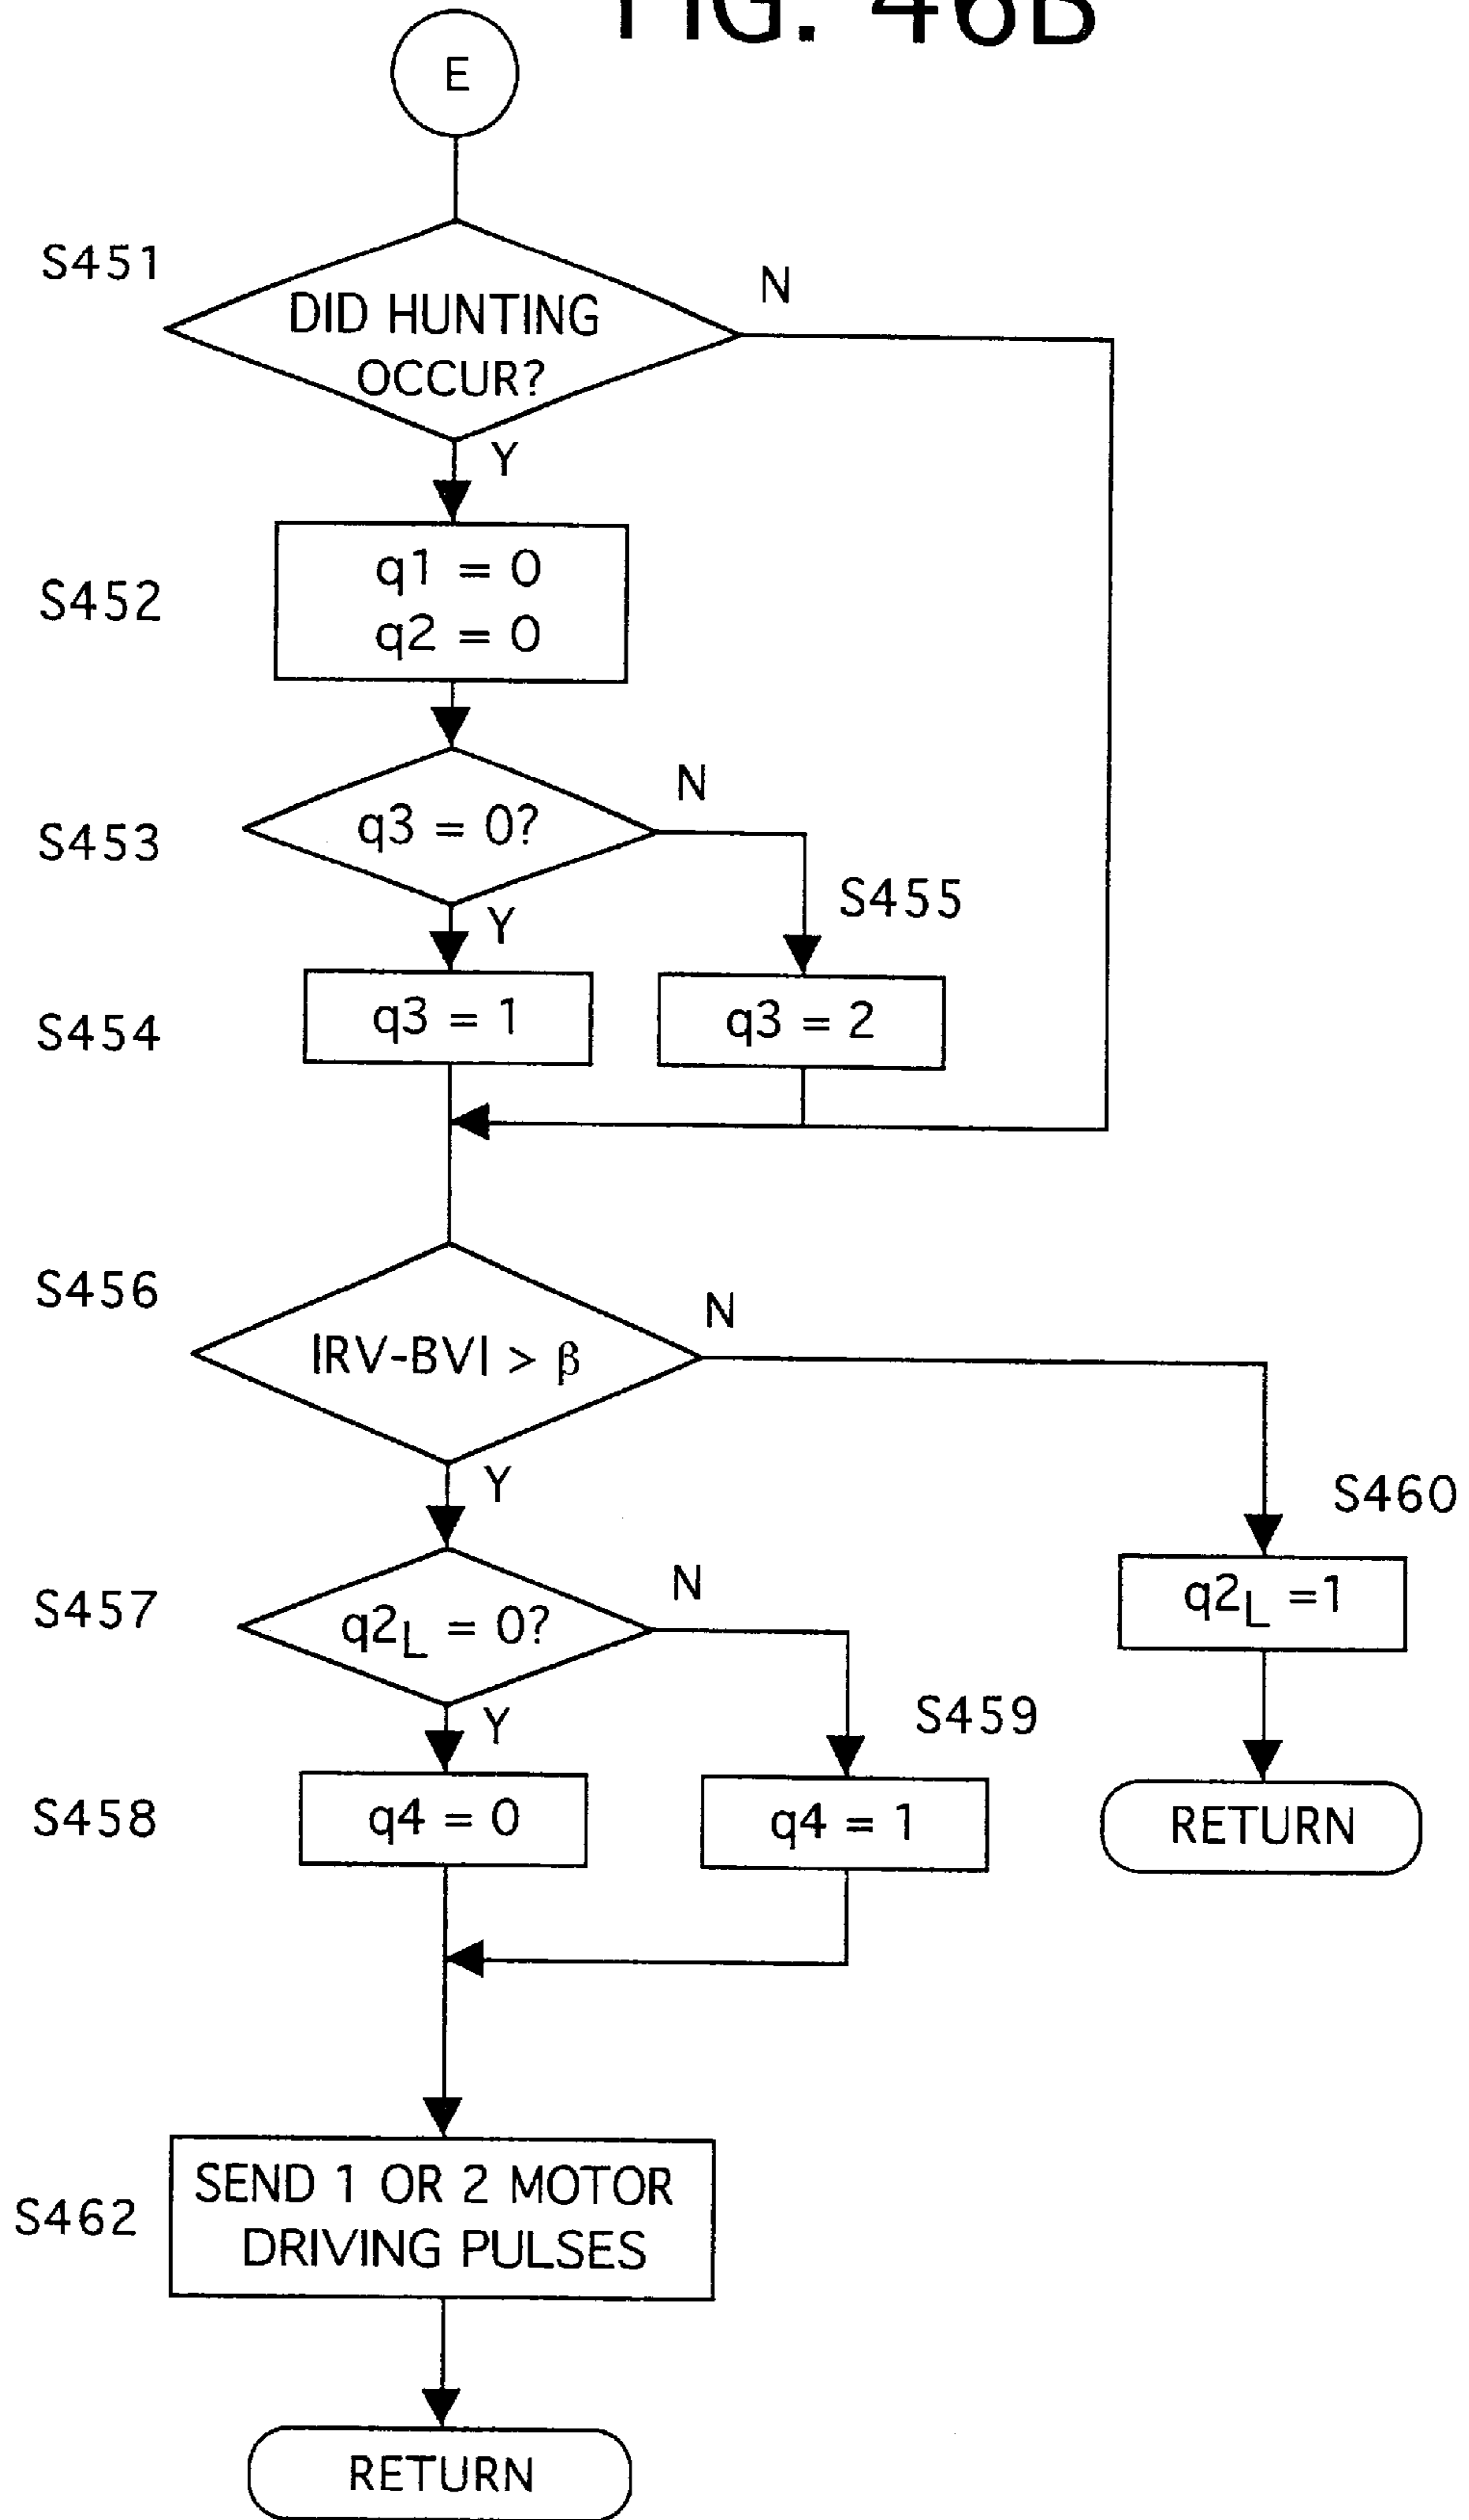 FIG. 46B
E
S451
DID HUNTING
OCCUR?
N
Y
S452
q1 = 0
q2 = 0
S453
q3 = 0?
N
Y
S455
S454
q3 = 1
q3 = 2
S456
|RV-BV| > β
N
Y
S460
q2L = 1
S457
q2L = 0?
N
Y
S459
S458
q4 = 0
q4 = 1
RETURN
S462
SEND 1 OR 2 MOTOR
DRIVING PULSES
RETURN